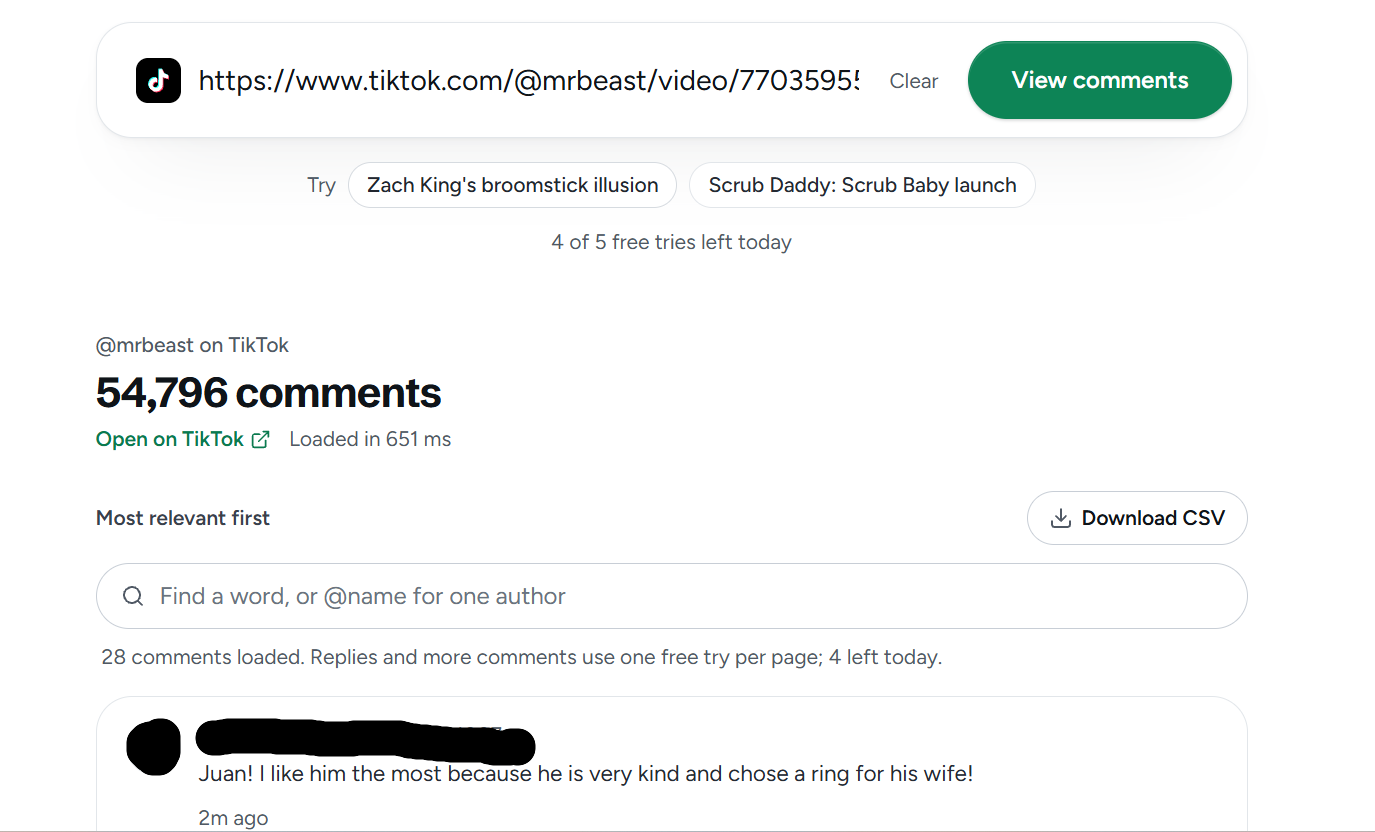 https://www.tiktok.com/@mrbeast/video/7703595 Clear View comments
Try Zach King's broomstick illusion Scrub Daddy: Scrub Baby launch
4 of 5 free tries left today
@mrbeast on TikTok
54,796 comments
Open on TikTok Loaded in 651 ms
Most relevant first Download CSV
Find a word, or @name for one author
28 comments loaded. Replies and more comments use one free try per page; 4 left today.
Juan! I like him the most because he is very kind and chose a ring for his wife!
2m ago